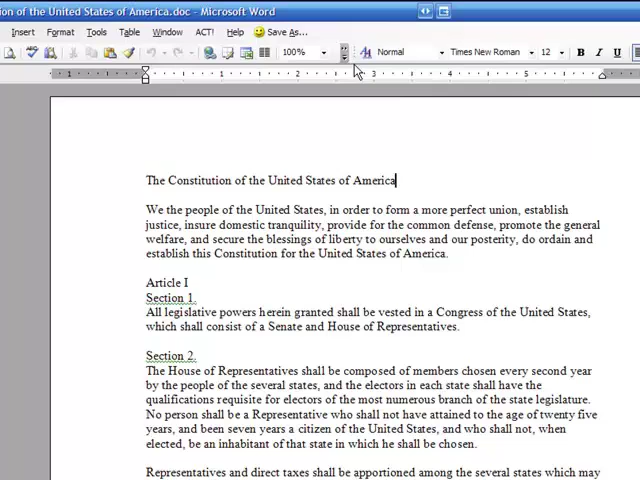 ion of the United States of America.doc - Microsoft Word
Insert Format Tools Table Window ACT! Help Save As...
100% Normal Times New Roman 12 B I U
1 1 2 3 4 5
The Constitution of the United States of America
We the people of the United States, in order to form a more perfect union, establish
justice, insure domestic tranquility, provide for the common defense, promote the general
welfare, and secure the blessings of liberty to ourselves and our posterity, do ordain and
establish this Constitution for the United States of America.
Article I
Section 1.
All legislative powers herein granted shall be vested in a Congress of the United States,
which shall consist of a Senate and House of Representatives.
Section 2.
The House of Representatives shall be composed of members chosen every second year
by the people of the several states, and the electors in each state shall have the
qualifications requisite for electors of the most numerous branch of the state legislature.
No person shall be a Representative who shall not have attained to the age of twenty five
years, and been seven years a citizen of the United States, and who shall not, when
elected, be an inhabitant of that state in which he shall be chosen.
Representatives and direct taxes shall be apportioned among the several states which may